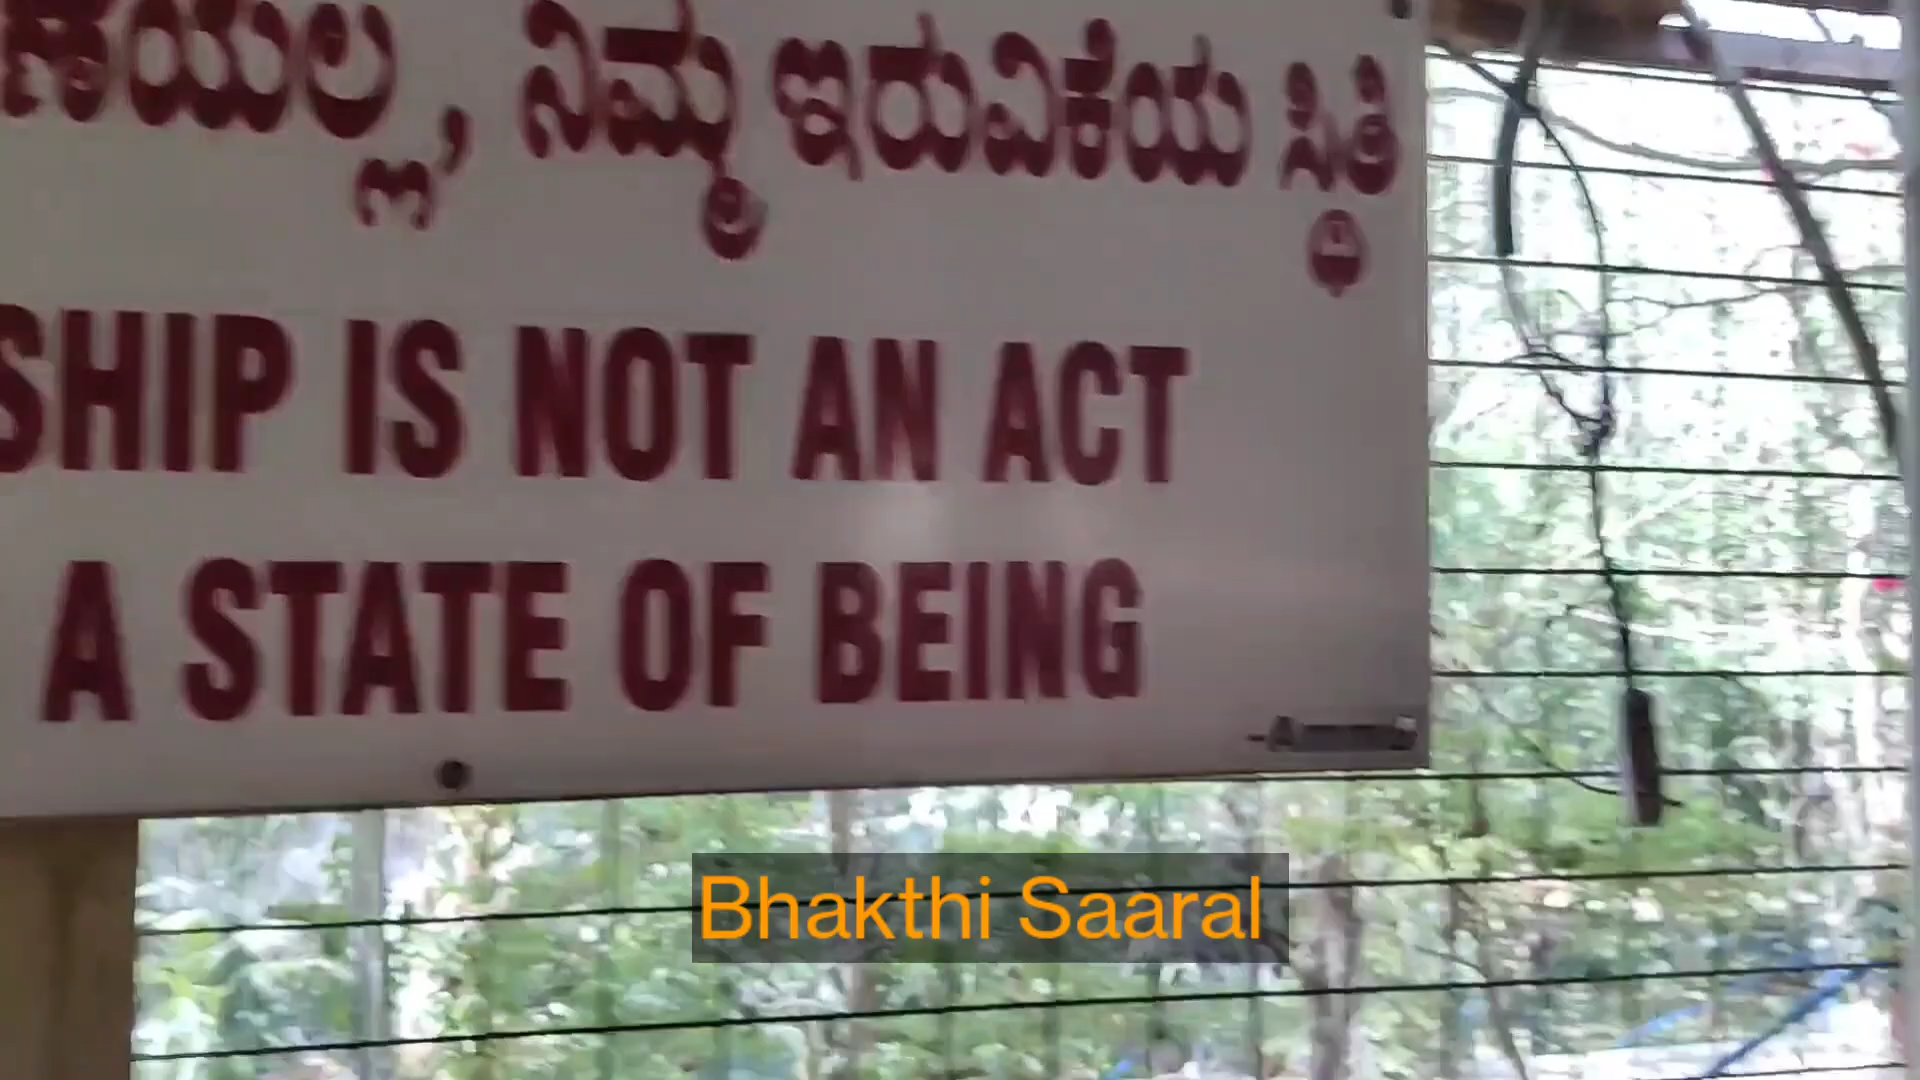 ಣೆಯಲ್ಲ, ನಿಮ್ಮ ಇರುವಿಕೆಯ ಸ್ಥಿತಿ
SHIP IS NOT AN ACT
A STATE OF BEING
Bhakthi Saaral